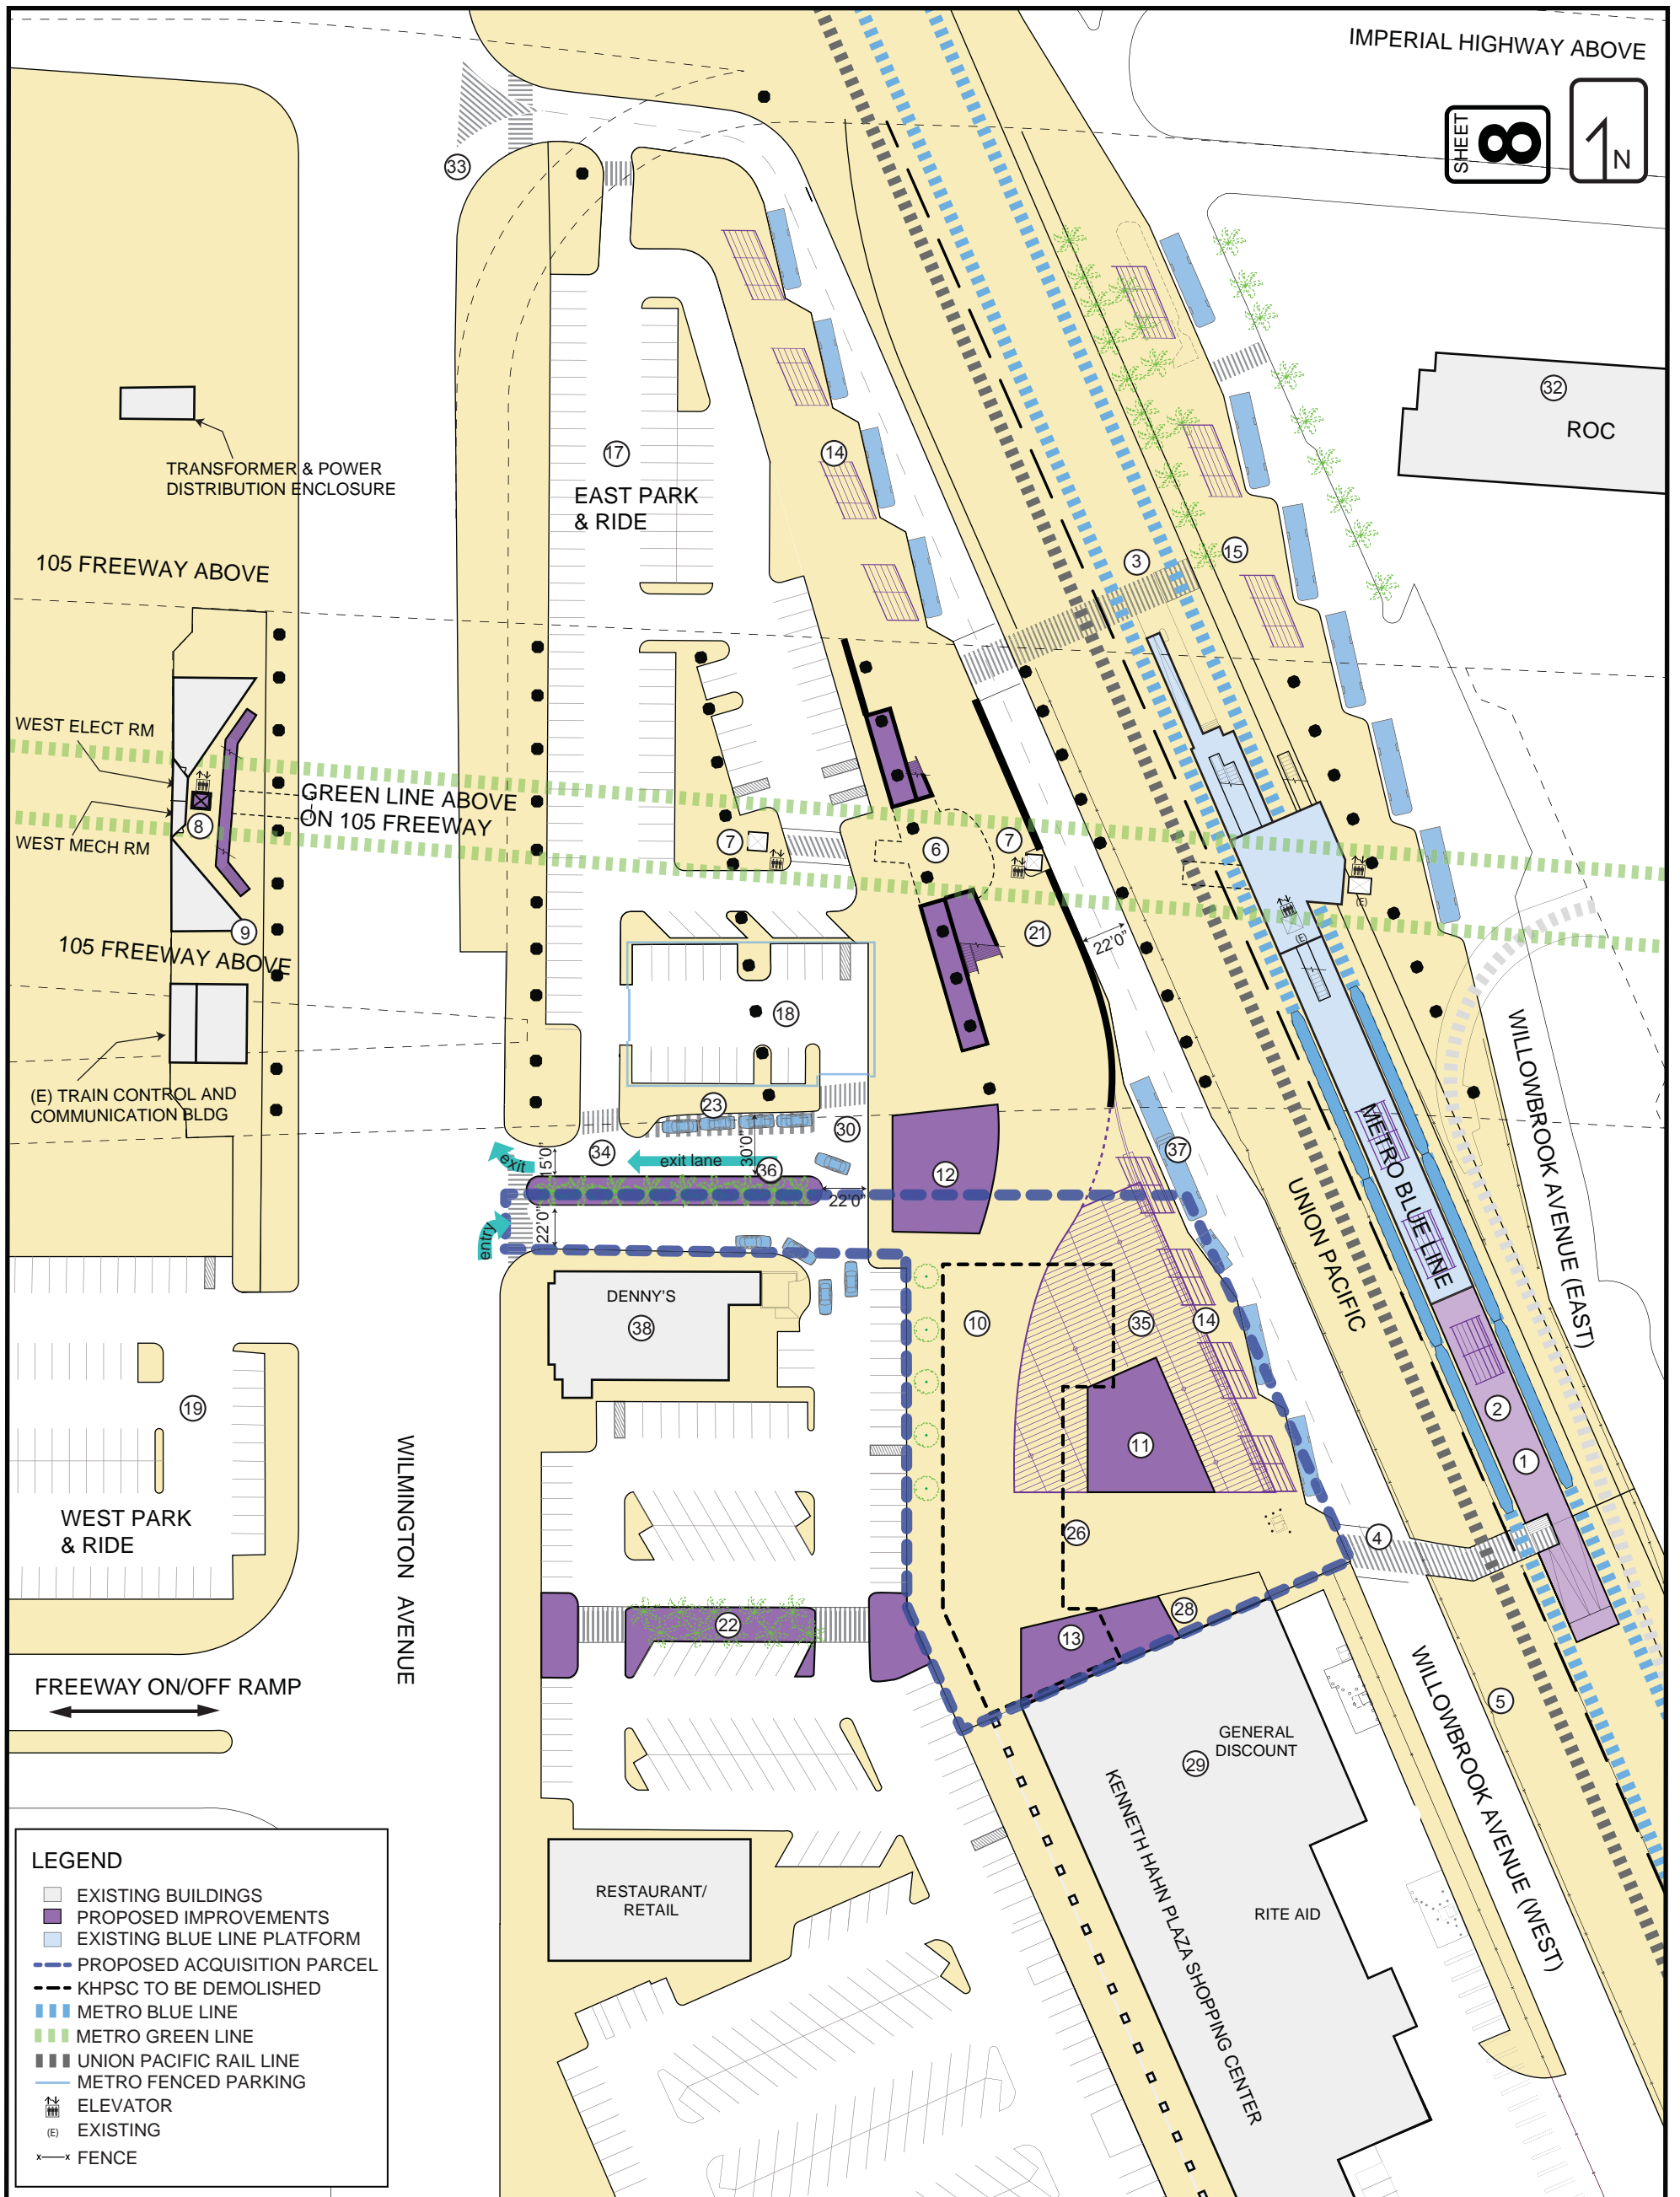 IMPERIAL HIGHWAY ABOVE
SHEET
8
N
33
32
ROC
TRANSFORMER & POWER
DISTRIBUTION ENCLOSURE
17
EAST PARK
& RIDE
14
3
15
105 FREEWAY ABOVE
WEST ELECT RM
GREEN LINE ABOVE
ON 105 FREEWAY
8
WEST MECH RM
7
6
7
9
105 FREEWAY ABOVE
21
22'0"
(E)
(E)
18
(E) TRAIN CONTROL AND
COMMUNICATION BLDG
23
30
34
exit
15'0"
exit lane
30'0"
36
22'0"
22'0"
entry
12
37
METRO BLUE LINE
UNION PACIFIC
WILLOWBROOK AVENUE (EAST)
DENNY'S
38
10
35
14
11
2
1
19
WEST PARK
& RIDE
WILMINGTON AVENUE
26
4
22
13
28
5
FREEWAY ON/OFF RAMP
GENERAL
DISCOUNT
29
KENNETH HAHN PLAZA SHOPPING CENTER
WILLOWBROOK AVENUE (WEST)
RITE AID
RESTAURANT/
RETAIL
LEGEND
EXISTING BUILDINGS
PROPOSED IMPROVEMENTS
EXISTING BLUE LINE PLATFORM
PROPOSED ACQUISITION PARCEL
KHPSC TO BE DEMOLISHED
METRO BLUE LINE
METRO GREEN LINE
UNION PACIFIC RAIL LINE
METRO FENCED PARKING
ELEVATOR
(E) EXISTING
x x FENCE